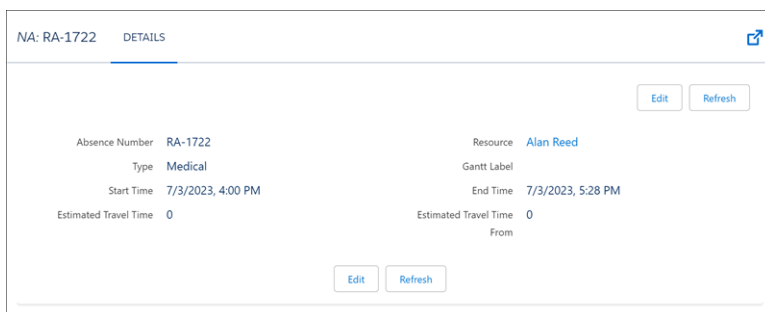 NA: RA-1722 DETAILS
Edit Refresh
Absence Number RA-1722 Resource Alan Reed
Type Medical Gantt Label
Start Time 7/3/2023, 4:00 PM End Time 7/3/2023, 5:28 PM
Estimated Travel Time 0 Estimated Travel Time 0
From
Edit Refresh